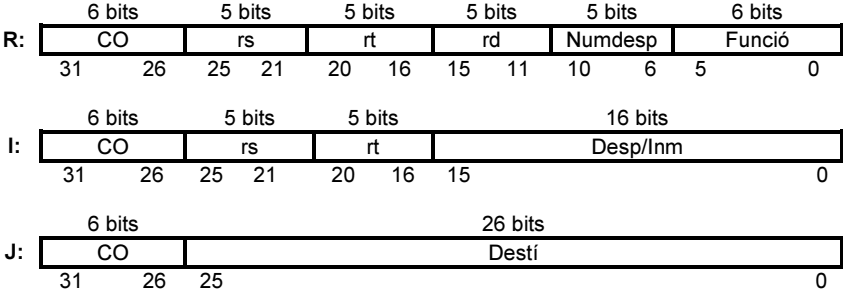 6 bits 5 bits 5 bits 5 bits 5 bits 6 bits
R: CO rs rt rd Numdesp Funció
31 26 25 21 20 16 15 11 10 6 5 0
6 bits 5 bits 5 bits 16 bits
I: CO rs rt Desp/Inm
31 26 25 21 20 16 15 0
6 bits 26 bits
J: CO Destí
31 26 25 0